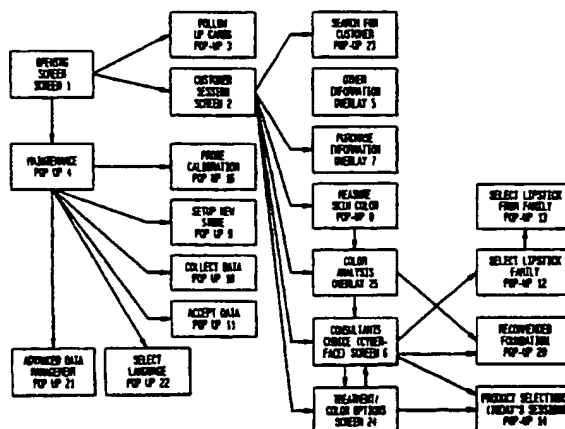 OPENING
SCREEN
SCREEN 1
FOLLOW
UP CARDS
POP-UP 3
CUSTOMER
SESSION
SCREEN 2
SEARCH FOR
CUSTOMER
POP-UP 23
OTHER
INFORMATION
OVERLAY 5
PURCHASE
INFORMATION
OVERLAY 7
MAINTENANCE
POP UP 4
PROBE
CALIBRATION
POP UP 16
SETUP NEW
STORE
POP UP 9
COLLECT DATA
POP UP 10
ACCEPT DATA
POP UP 11
ADVANCED DATA
MANAGEMENT
POP UP 21
SELECT
LANGUAGE
POP UP 22
MEASURE
SKIN COLOR
POP-UP 8
COLOR
ANALYSIS
OVERLAY 25
CONSULTANTS
CHOICE (CYBER-
FACE) SCREEN 6
TREATMENT/
COLOR OPTIONS
SCREEN 24
SELECT LIPSTICK
FROM FAMILY
POP-UP 13
SELECT LIPSTICK
FAMILY
POP-UP 12
RECOMMENDED
FOUNDATION
POP-UP 20
PRODUCT SELECTIONS
(TODAY'S SESSION)
POP-UP 14